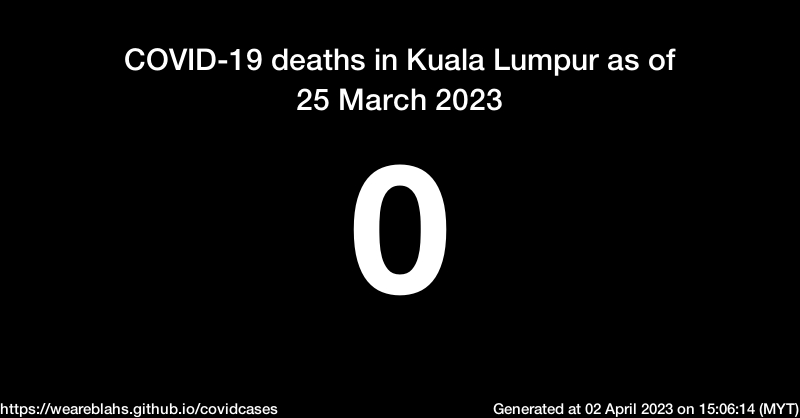 COVID-19 deaths in Kuala Lumpur as of
25 March 2023
0
https://weareblahs.github.io/covidcases
Generated at 02 April 2023 on 15:06:14 (MYT)